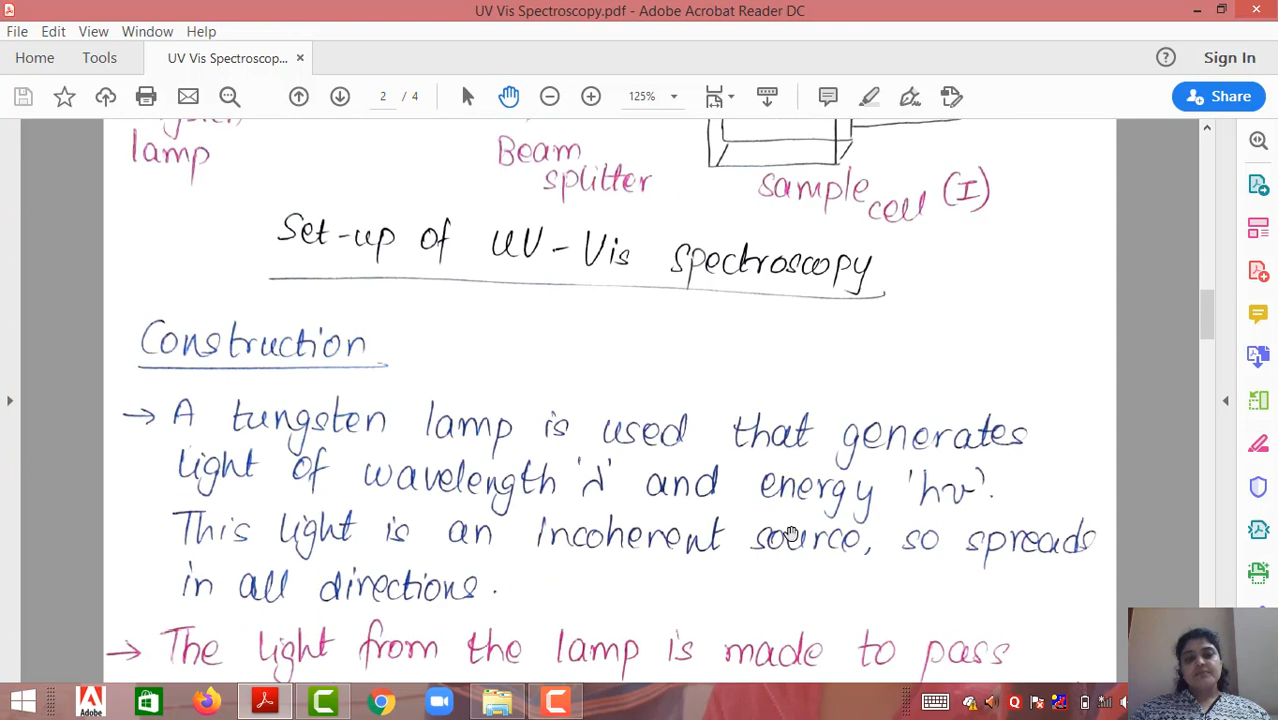 UV Vis Spectroscopy.pdf - Adobe Acrobat Reader DC
File Edit View Window Help
Home Tools UV Vis Spectroscop... × Sign In
2 / 4 125% Share
lamp
Beam
splitter
sample cell (I)
Set-up of UV-Vis spectroscopy
Construction
→ A tungsten lamp is used that generates
light of wavelength 'λ' and energy 'hν'.
This light is an incoherent source, so spreads
in all directions.
→ The light from the lamp is made to pass
Adobe